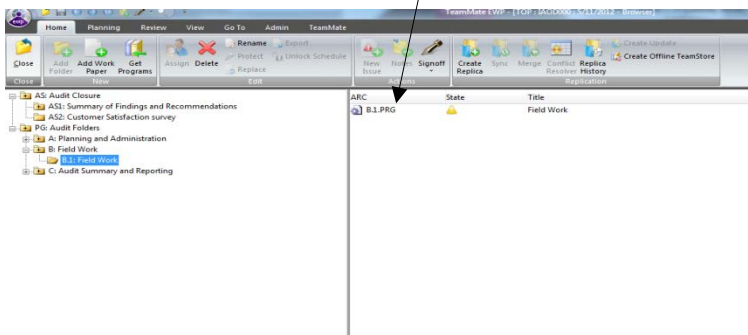 TeamMate EWP - [TOP : IAOD000 : 5/11/2012 - Browser]
Home Planning Review View Go To Admin TeamMate
Close Add Folder Add Work Paper Get Programs Assign Delete Rename Export
Protect Unlock Schedule
Replace
New Issue Notes Signoff Create Replica Sync Merge Conflict Resolver Replica History Create Update
Create Offline TeamStore
Close New Edit Actions Replication
AS: Audit Closure
AS1: Summary of Findings and Recommendations
AS2: Customer Satisfaction survey
PG: Audit Folders
A: Planning and Administration
B: Field Work
B.1: Field Work
C: Audit Summary and Reporting
ARC State Title
B.1.PRG Field Work